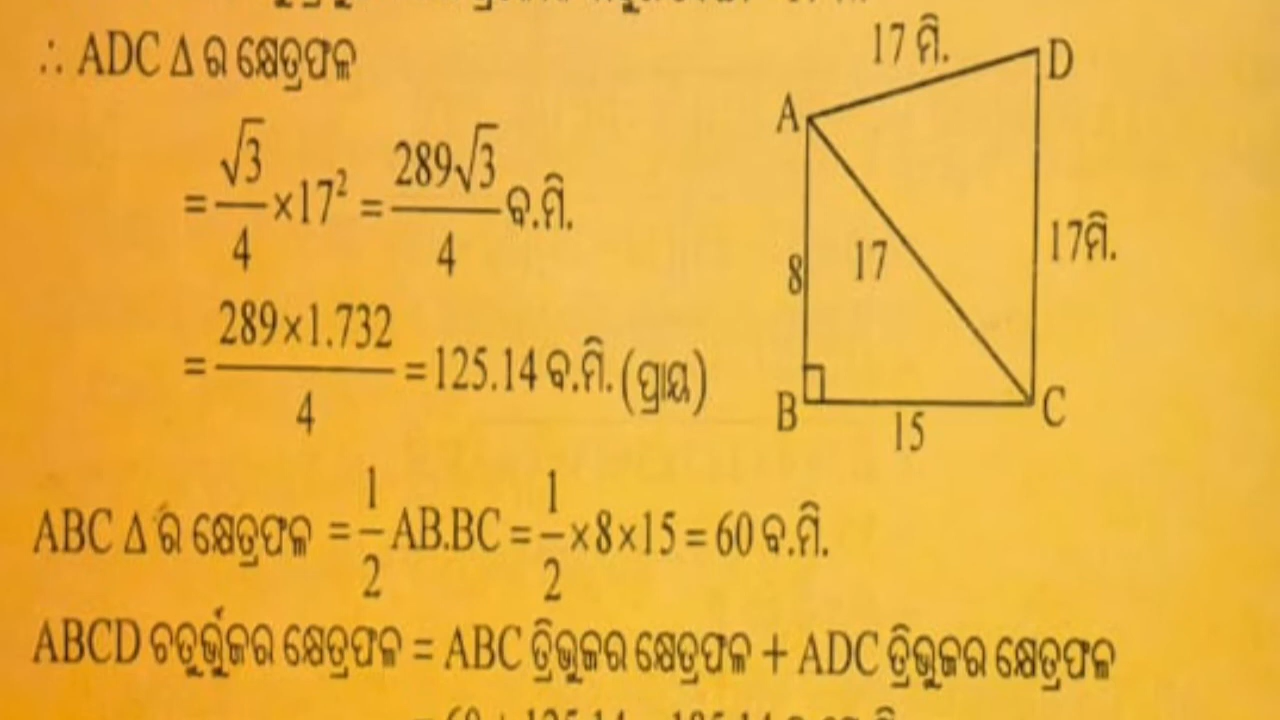 ∴ ADC Δ ର କ୍ଷେତ୍ରଫଳ
= √3/4 ×17² = 289√3/4 ବ.ମି.
= 289×1.732/4 = 125.14 ବ.ମି. (ପ୍ରାୟ)
17 ମି.
D
A
8
17
17ମି.
B
15
C
ABC Δ ର କ୍ଷେତ୍ରଫଳ = 1/2 AB.BC = 1/2 ×8×15 = 60 ବ.ମି.
ABCD ଚତୁର୍ଭୁଜର କ୍ଷେତ୍ରଫଳ = ABC ତ୍ରିଭୁଜର କ୍ଷେତ୍ରଫଳ + ADC ତ୍ରିଭୁଜର କ୍ଷେତ୍ରଫଳ